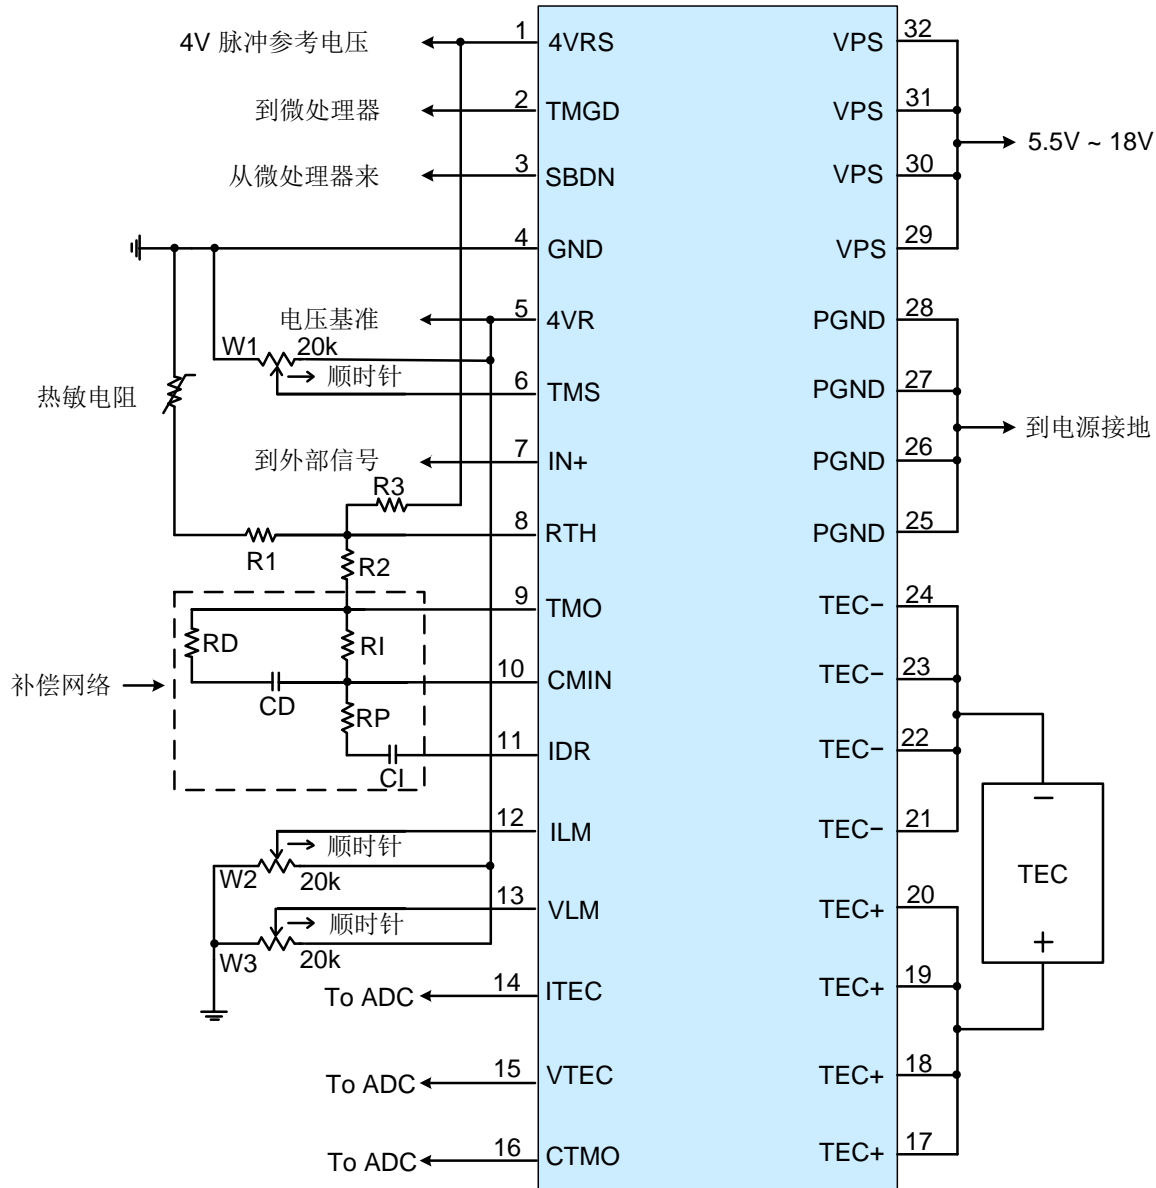 4V 脉冲参考电压 1 4VRS VPS 32
到微处理器 2 TMGD VPS 31
5.5V ~ 18V
从微处理器来 3 SBDN VPS 30
4 GND VPS 29
电压基准 5 4VR PGND 28
W1 20k
顺时针 6 TMS PGND 27
热敏电阻
到电源接地
到外部信号 7 IN+ PGND 26
R3
8 RTH PGND 25
R1 R2
9 TMO TEC− 24
RD RI
补偿网络 10 CMIN TEC− 23
CD RP
11 IDR TEC− 22
CI
−
12 ILM TEC− 21
顺时针
W2 20k
TEC
13 VLM TEC+ 20
顺时针
+
W3 20k
To ADC 14 ITEC TEC+ 19
To ADC 15 VTEC TEC+ 18
To ADC 16 CTMO TEC+ 17